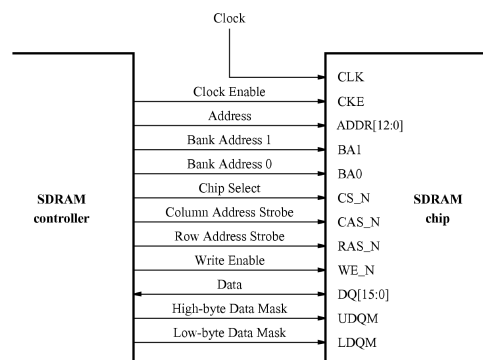 Clock
CLK
Clock Enable
CKE
Address
ADDR[12:0]
Bank Address 1
BA1
Bank Address 0
BA0
Chip Select
CS_N
SDRAM
controller
SDRAM
chip
Column Address Strobe
CAS_N
Row Address Strobe
RAS_N
Write Enable
WE_N
Data
DQ[15:0]
High-byte Data Mask
UDQM
Low-byte Data Mask
LDQM